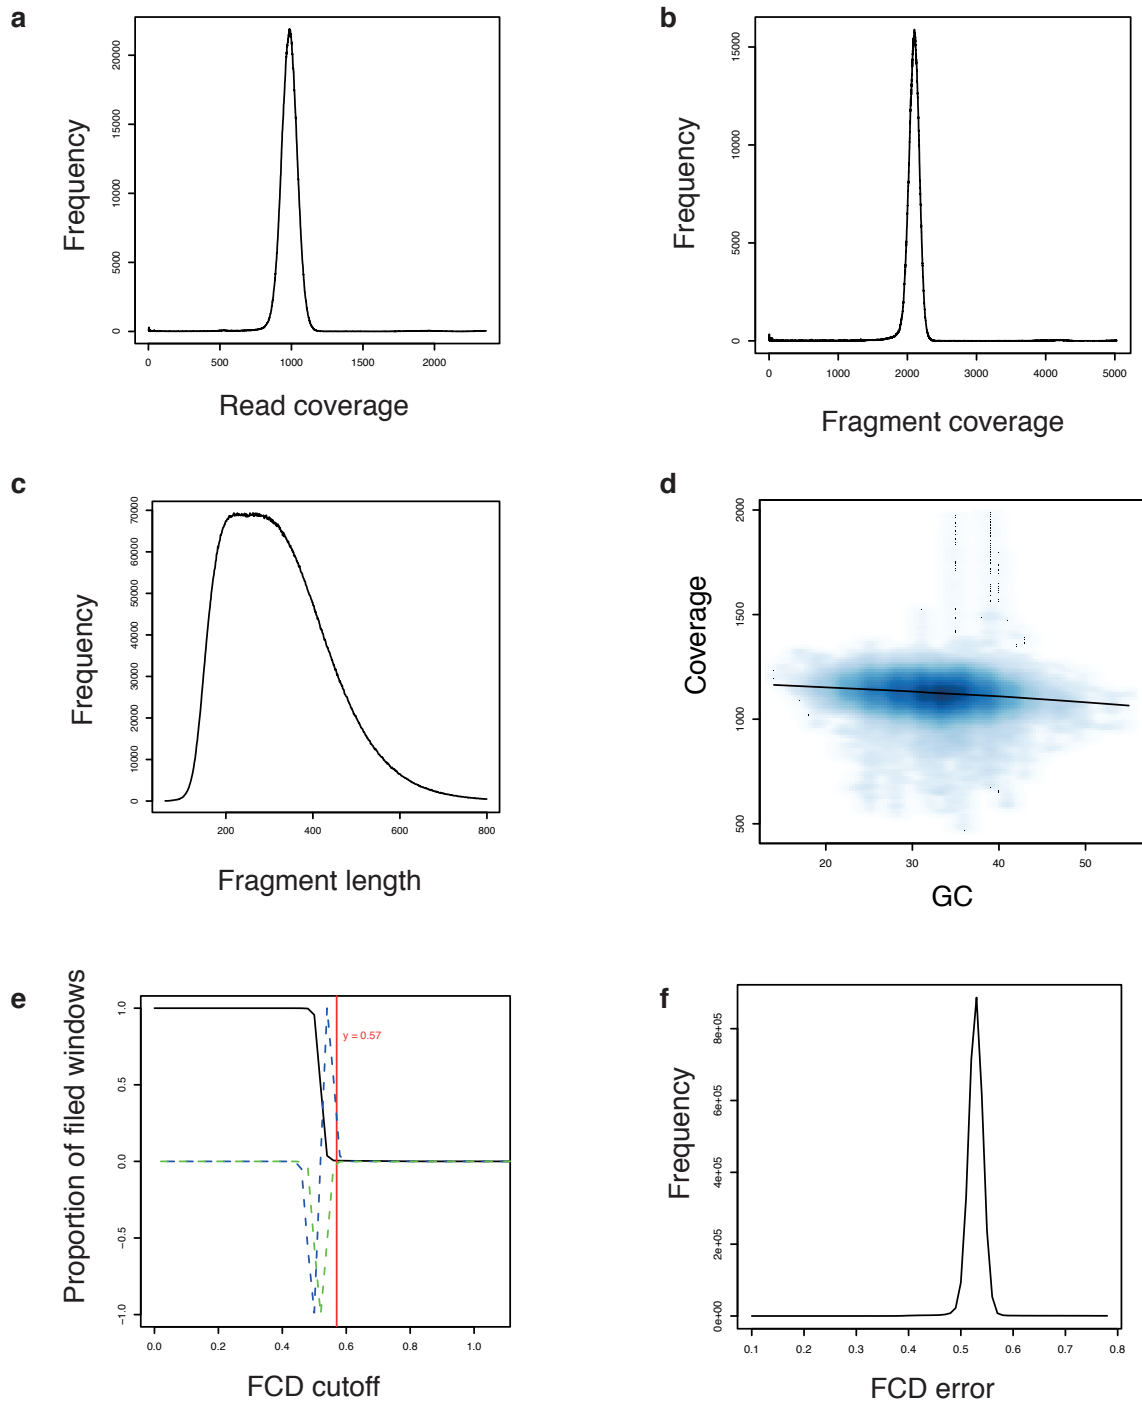 a
Frequency
0
5000
10000
15000
20000
0 500 1000 1500 2000
Read coverage
b
Frequency
0
5000
10000
15000
0 1000 2000 3000 4000 5000
Fragment coverage
c
Frequency
0
10000
20000
30000
40000
50000
60000
70000
200 400 600 800
Fragment length
d
Coverage
500
1000
1500
2000
20 30 40 50
GC
e
Proportion of filed windows
-1.0
-0.5
0.0
0.5
1.0
y = 0.57
0.0 0.2 0.4 0.6 0.8 1.0
FCD cutoff
f
Frequency
0e+00
2e+05
4e+05
6e+05
8e+05
0.1 0.2 0.3 0.4 0.5 0.6 0.7 0.8
FCD error